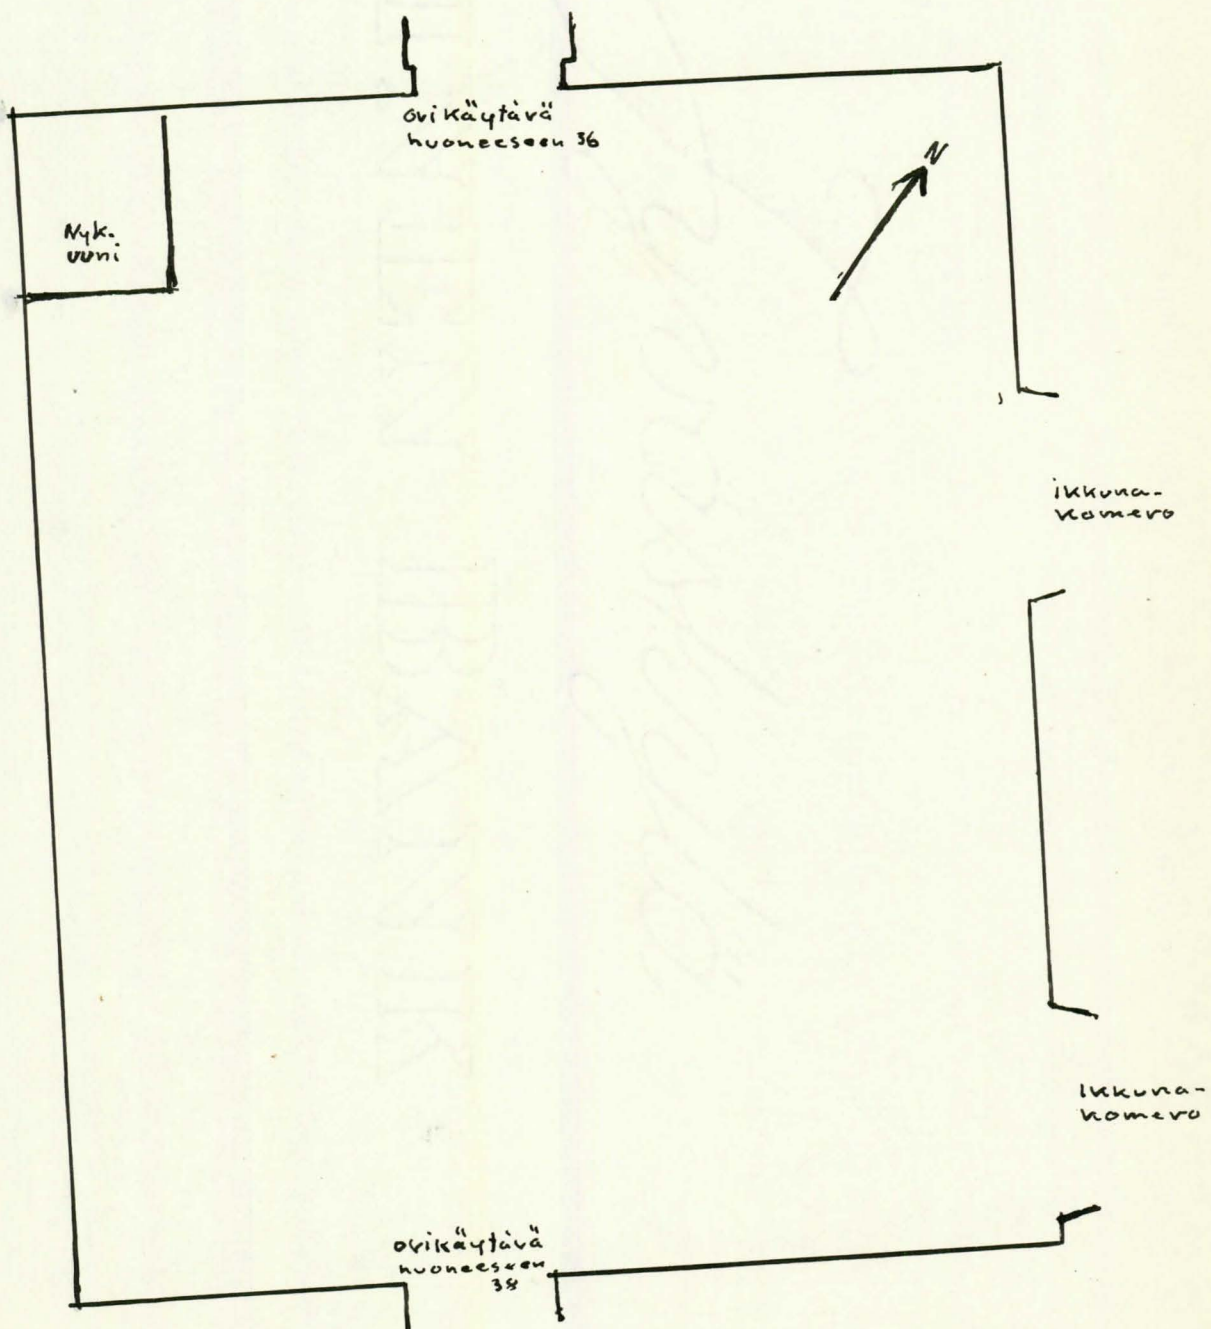 ovikäytävä
huoneeseen 36
N
Nyk.
uuni
ikkuna-
komero
ikkuna-
komero
ovikäytävä
huoneeseen
38